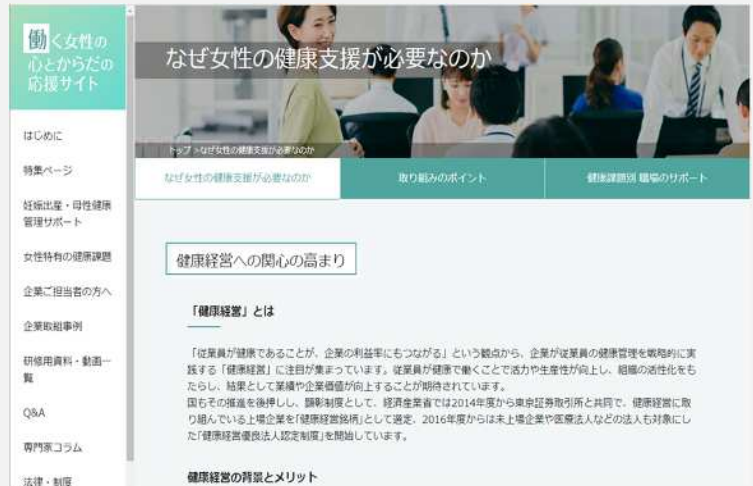 働く女性の
心とからだの
応援サイト
はじめに
特集ページ
妊娠出産・母性健康
管理サポート
女性特有の健康課題
企業ご担当者の方へ
企業取組事例
研修用資料・動画一
覧
Q&A
専門家コラム
法律・制度
なぜ女性の健康支援が必要なのか
トップ >なぜ女性の健康支援が必要なのか
なぜ女性の健康支援が必要なのか
取り組みのポイント
健康課題別 職場のサポート
健康経営への関心の高まり
「健康経営」とは
「従業員が健康であることが、企業の利益率にもつながる」という観点から、企業が従業員の健康管理を戦略的に実
践する「健康経営」に注目が集まっています。従業員が健康で働くことで活力や生産性が向上し、組織の活性化をも
たらし、結果として業績や企業価値が向上することが期待されています。
国もその推進を後押しし、顕彰制度として、経済産業省では2014年度から東京証券取引所と共同で、健康経営に取
り組んでいる上場企業を「健康経営銘柄」として選定、2016年度からは未上場企業や医療法人などの法人も対象にし
た「健康経営優良法人認定制度」を開始しています。
健康経営の背景とメリット